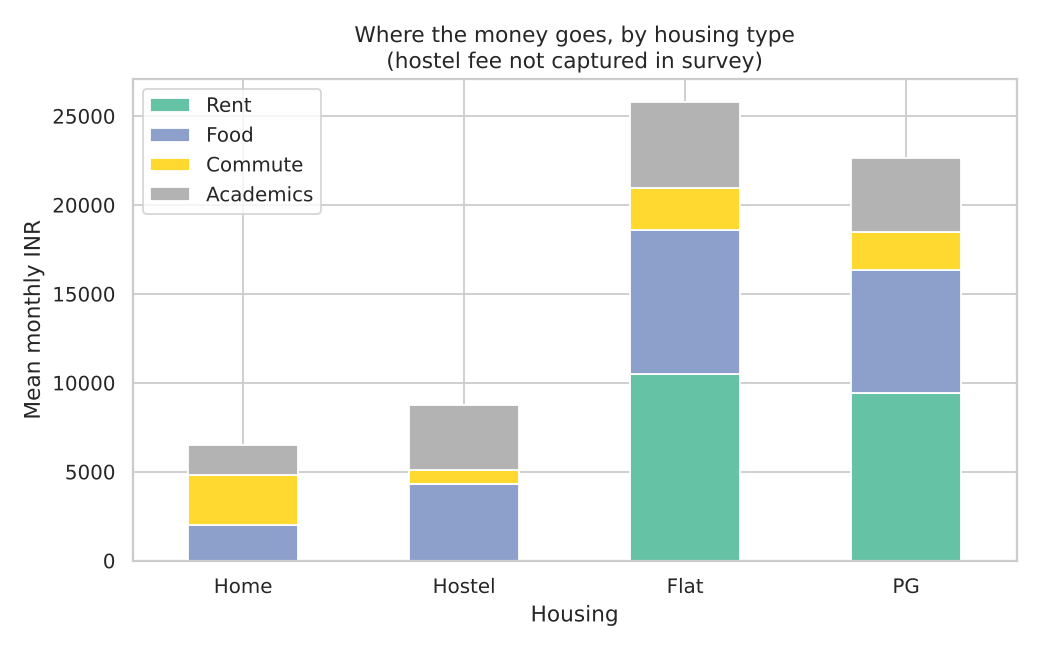 Where the money goes, by housing type
(hostel fee not captured in survey)
Rent
Food
Commute
Academics
Mean monthly INR
25000
20000
15000
10000
5000
0
Home
Hostel
Flat
PG
Housing